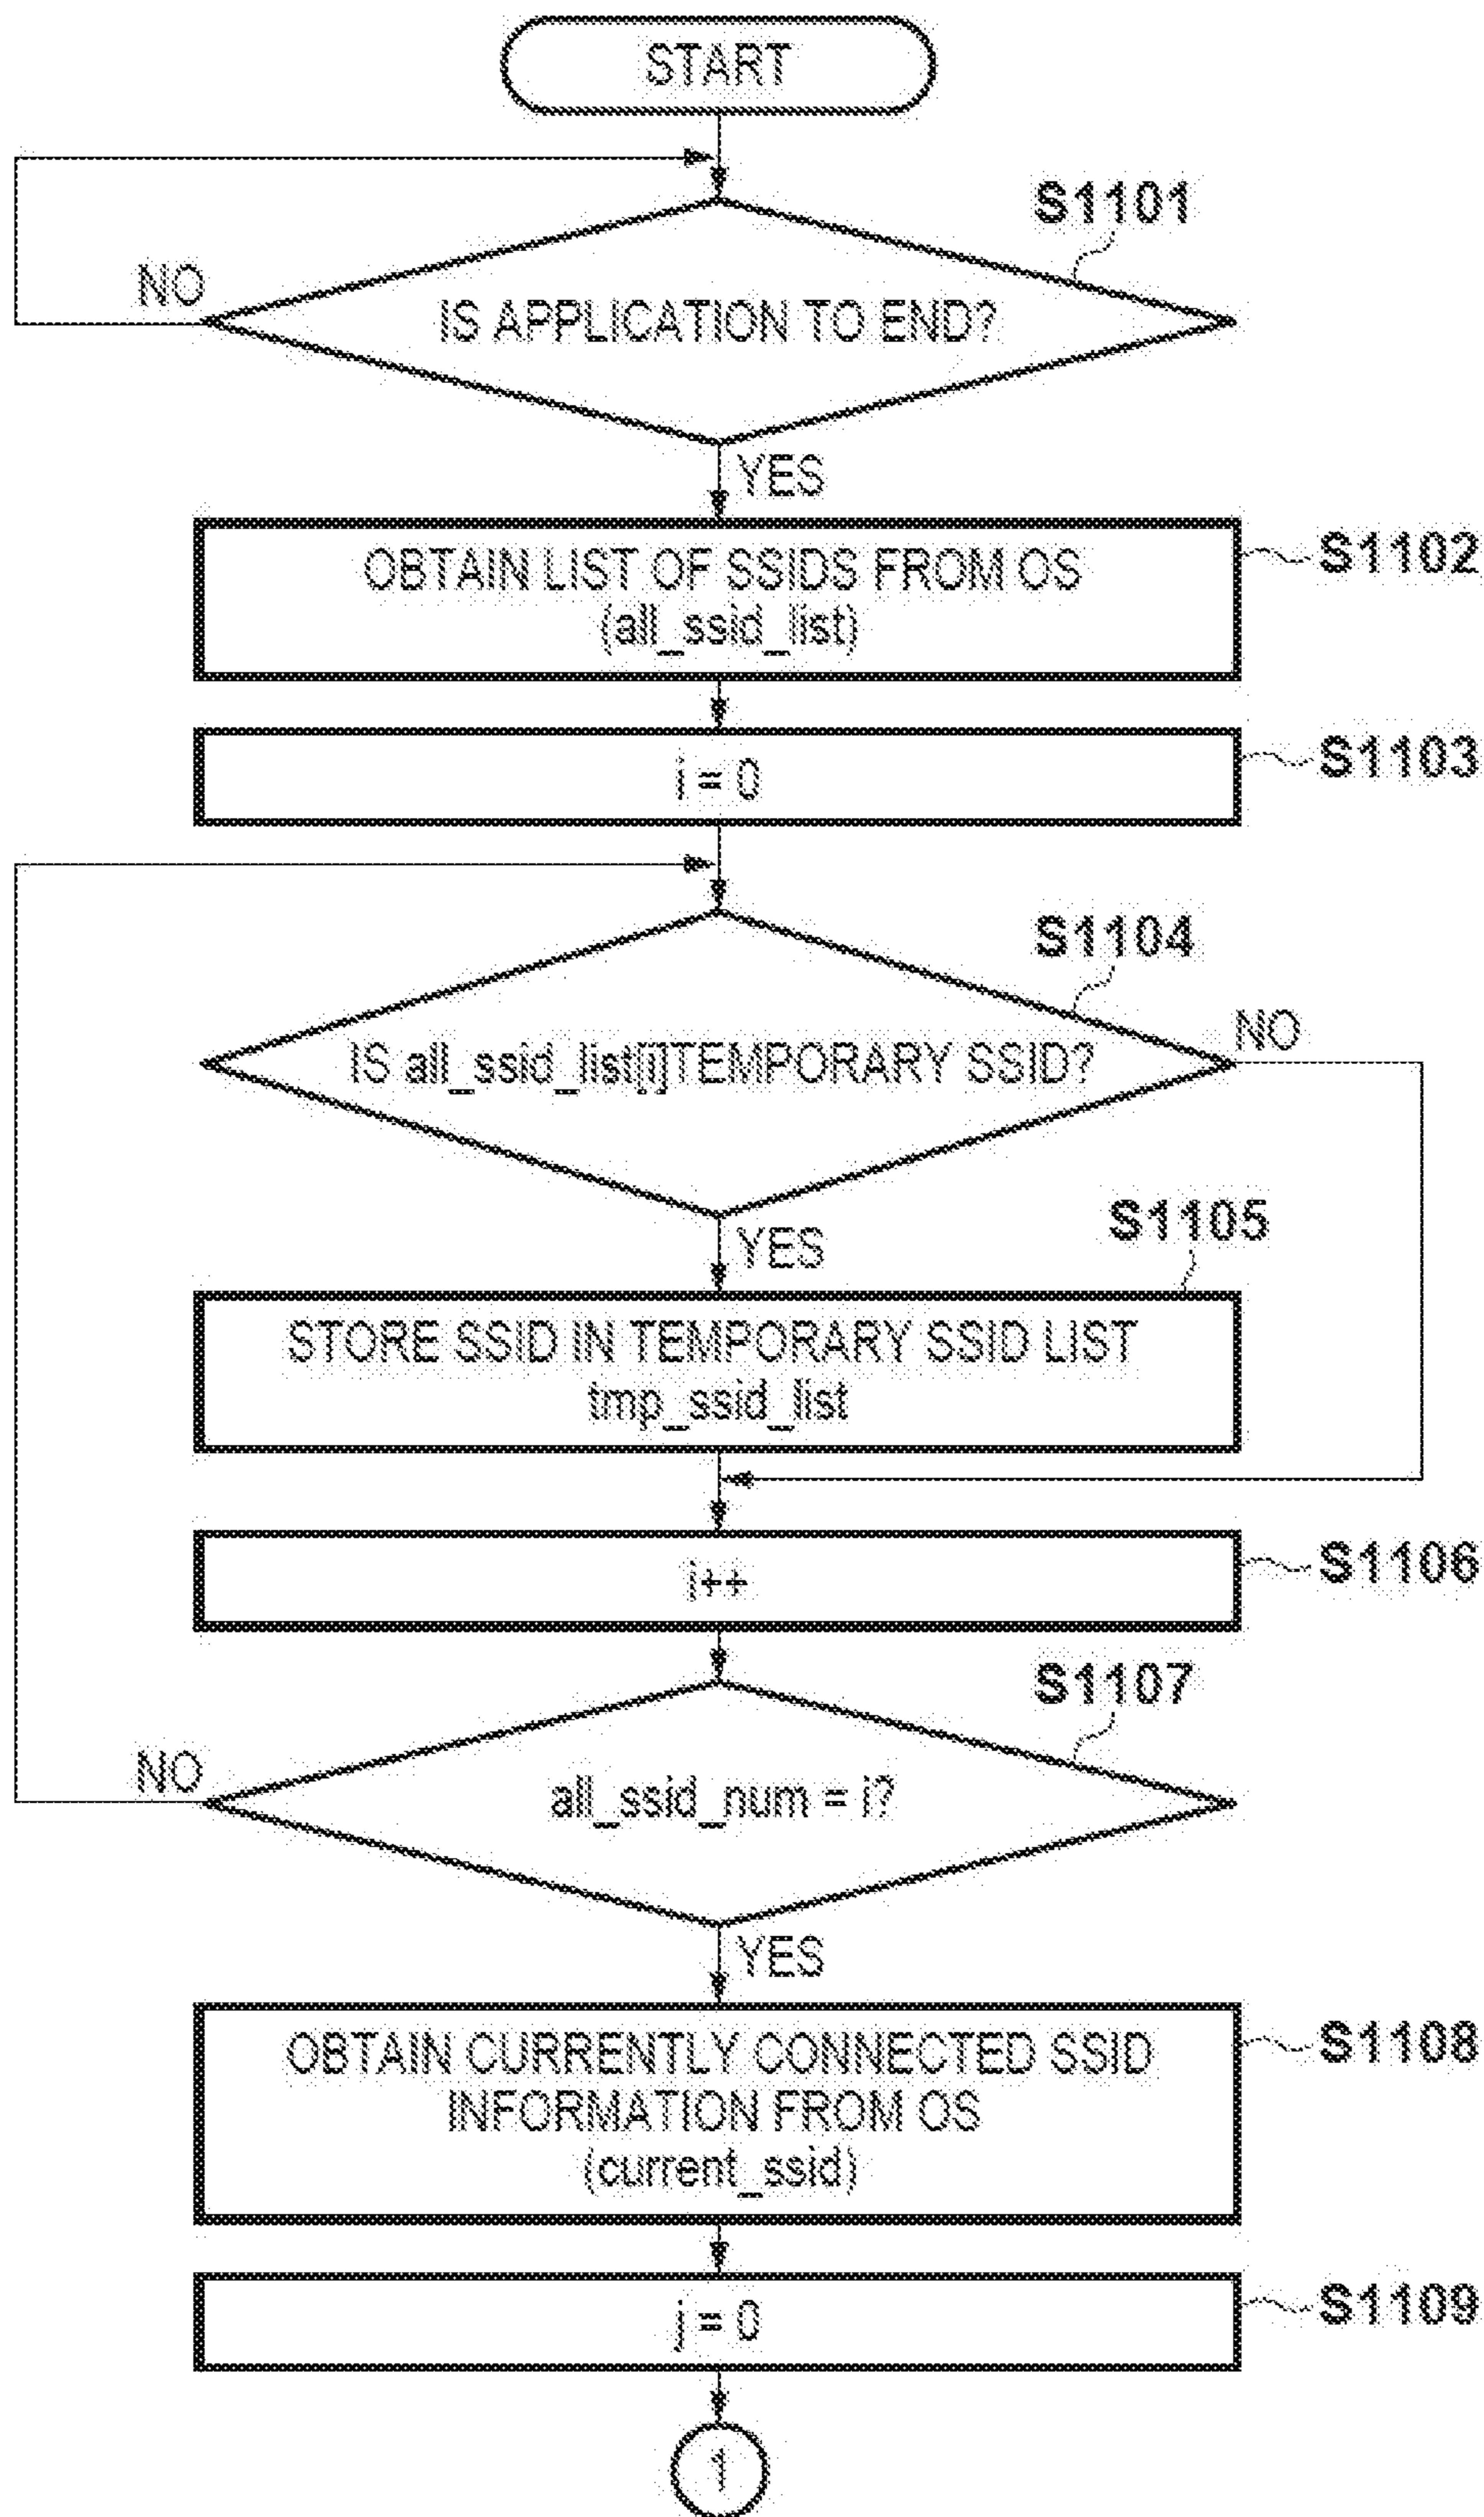 START
S1101
NO
IS APPLICATION TO END?
YES
OBTAIN LIST OF SSIDS FROM OS
(all_ssid_list)
S1102
i = 0
S1103
S1104
NO
IS all_ssid_list[i]TEMPORARY SSID?
YES
S1105
STORE SSID IN TEMPORARY SSID LIST
tmp_ssid_list
i++
S1106
S1107
NO
all_ssid_num = i?
YES
OBTAIN CURRENTLY CONNECTED SSID
INFORMATION FROM OS
(current_ssid)
S1108
j = 0
S1109
1